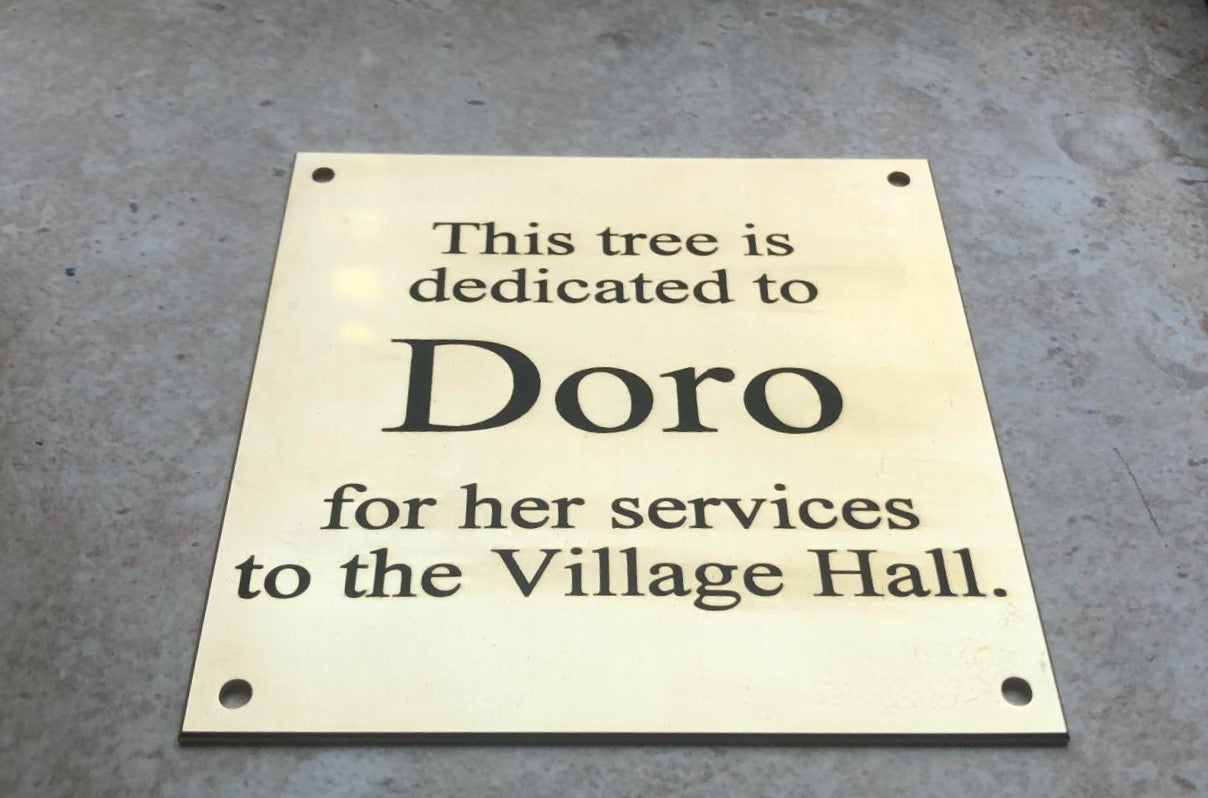 This tree is
dedicated to
Doro
for her services
to the Village Hall.